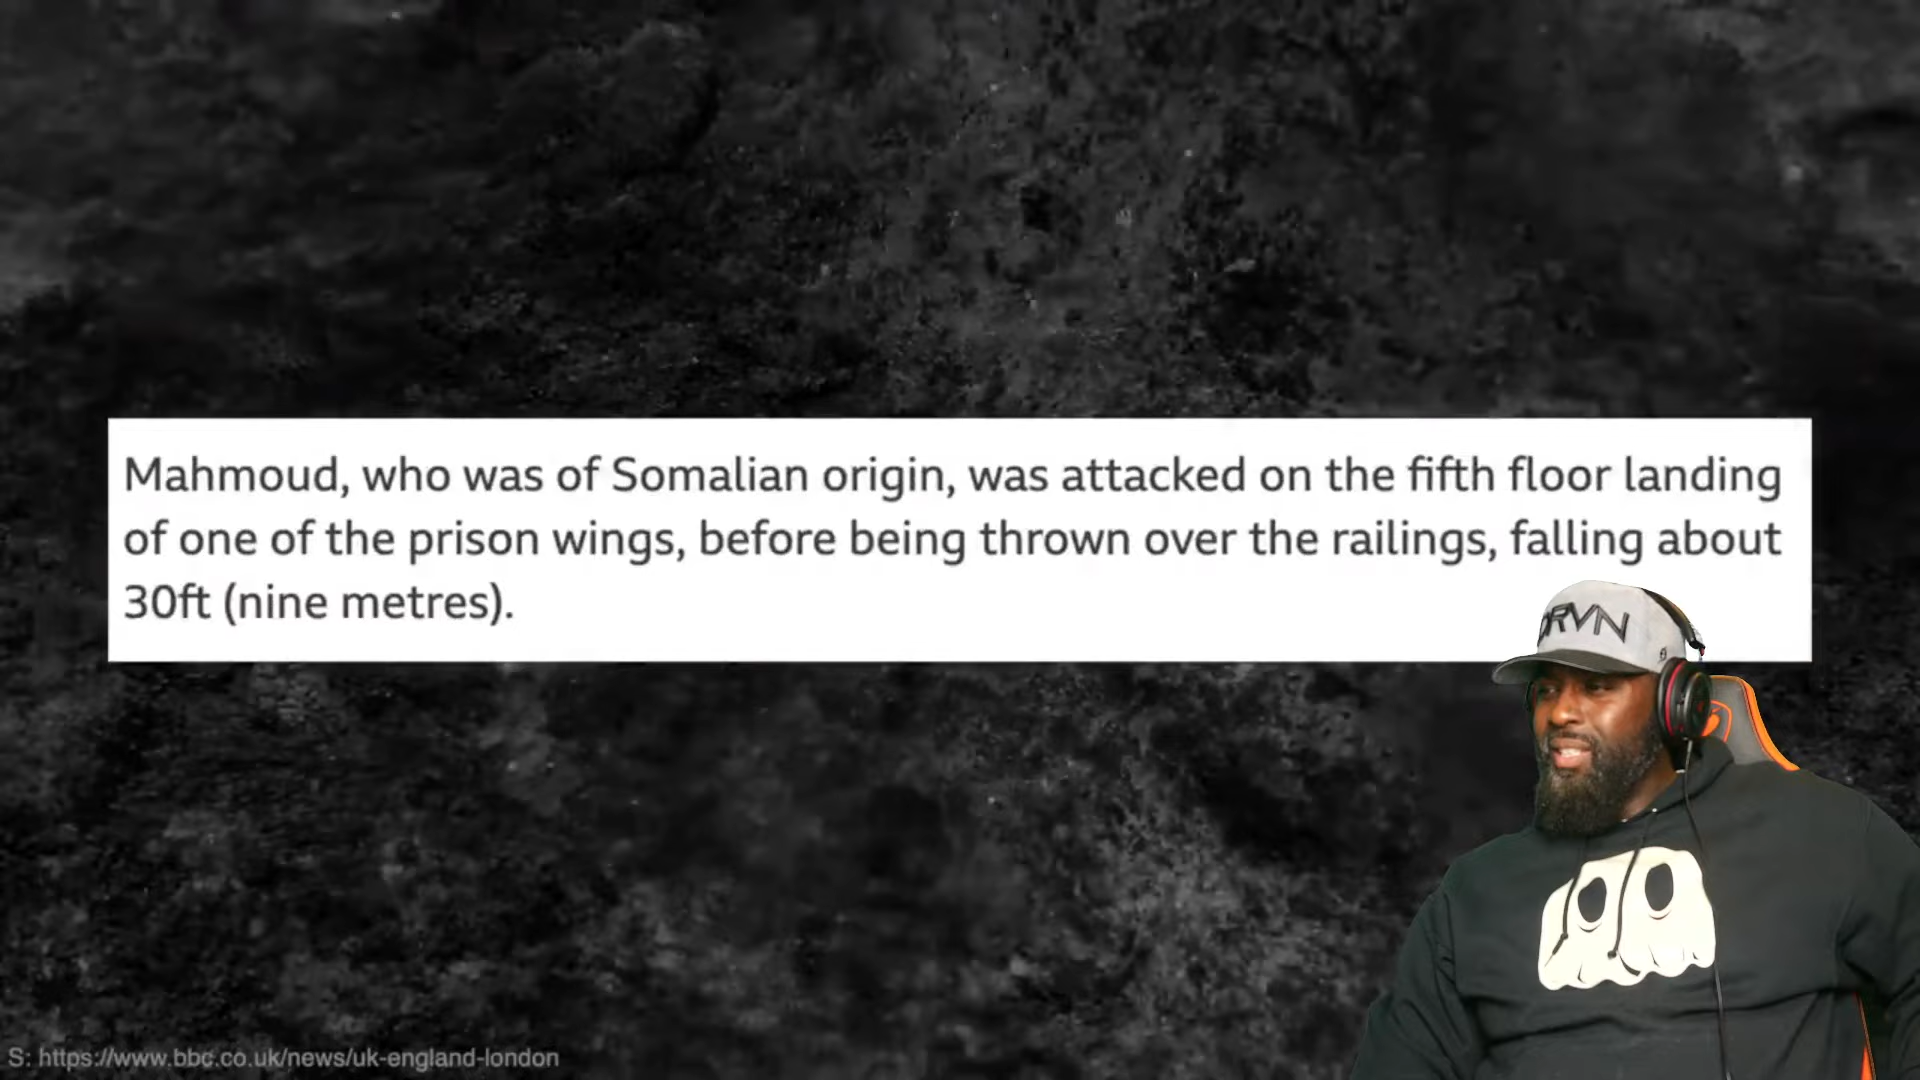 Mahmoud, who was of Somalian origin, was attacked on the fifth floor landing
of one of the prison wings, before being thrown over the railings, falling about
30ft (nine metres).
DRVN
S: https://www.bbc.co.uk/news/uk-england-london